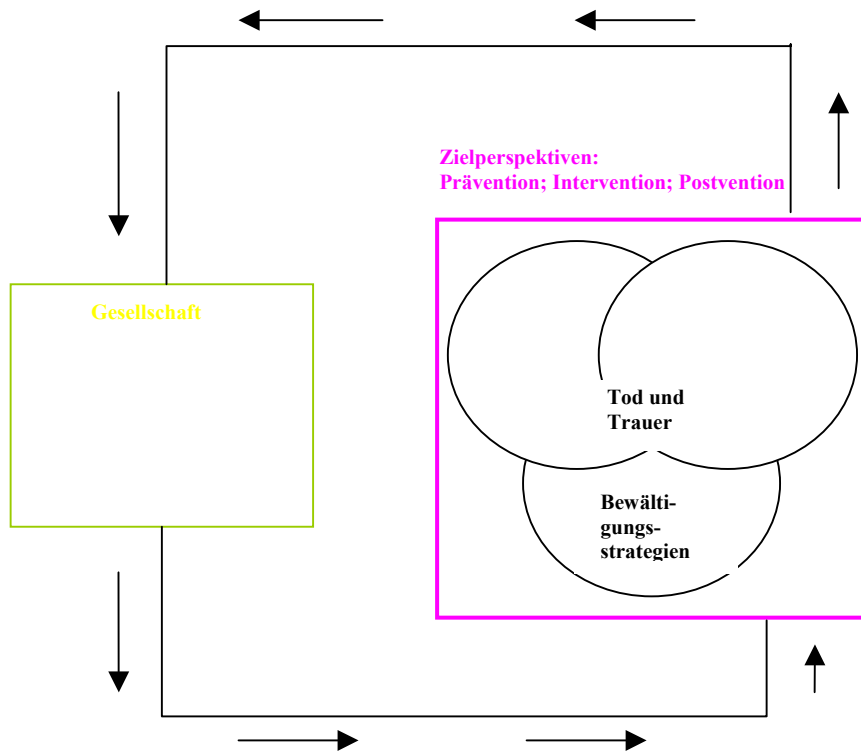 Zielperspektiven:
Prävention; Intervention; Postvention
Gesellschaft
Tod und
Trauer
Bewälti-
gungs-
strategien